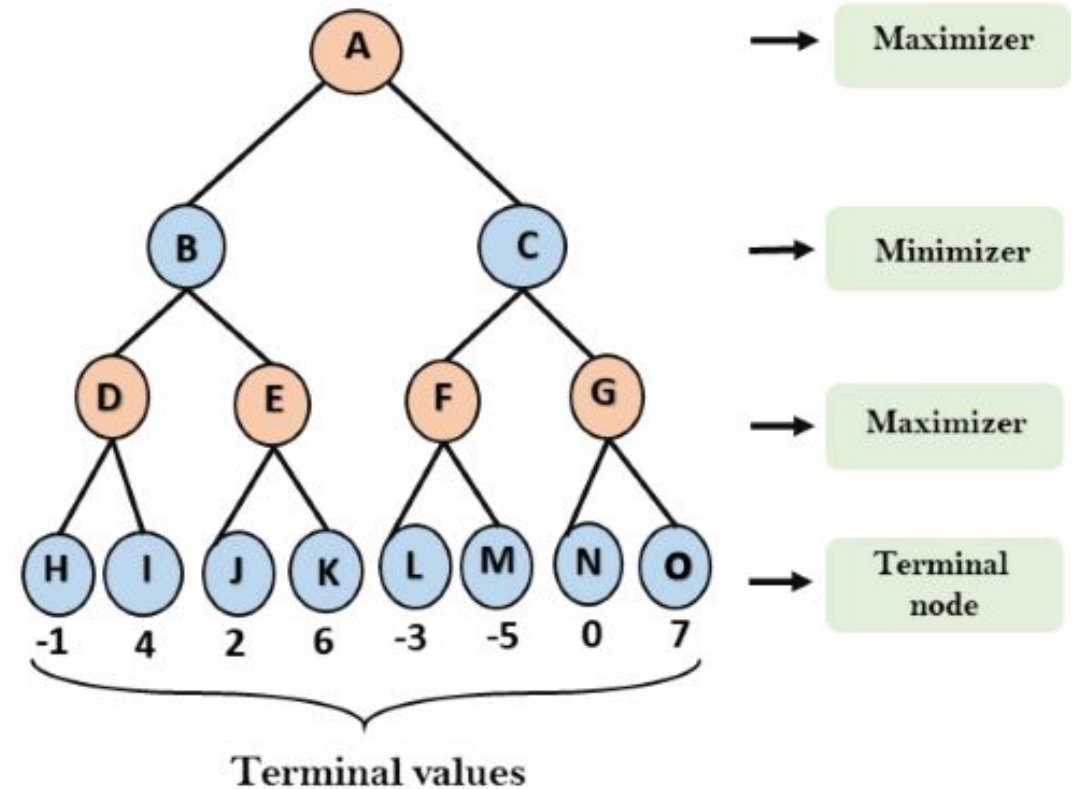 A
Maximizer
B
C
Minimizer
D
E
F
G
Maximizer
H
I
J
K
L
M
N
O
Terminal
node
-1
4
2
6
-3
-5
0
7
Terminal values